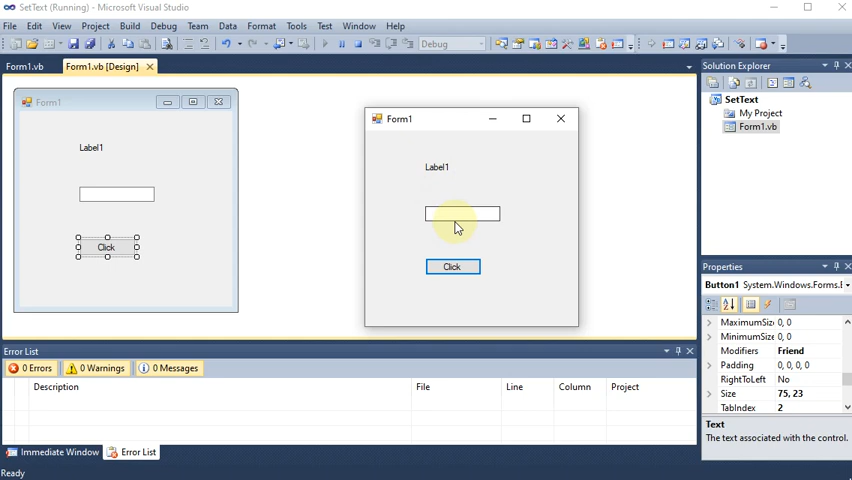 SetText (Running) - Microsoft Visual Studio
File Edit View Project Build Debug Team Data Format Tools Test Window Help
Debug
Form1.vb Form1.vb [Design]
Form1
Label1
Click
Form1
Label1
Click
Solution Explorer
SetText
My Project
Form1.vb
Properties
Button1 System.Windows.Forms.B
MaximumSiz 0, 0
MinimumSize 0, 0
Modifiers Friend
Padding 0, 0, 0, 0
RightToLeft No
Size 75, 23
TabIndex 2
Text
The text associated with the control.
Error List
0 Errors 0 Warnings 0 Messages
Description File Line Column Project
Immediate Window Error List
Ready